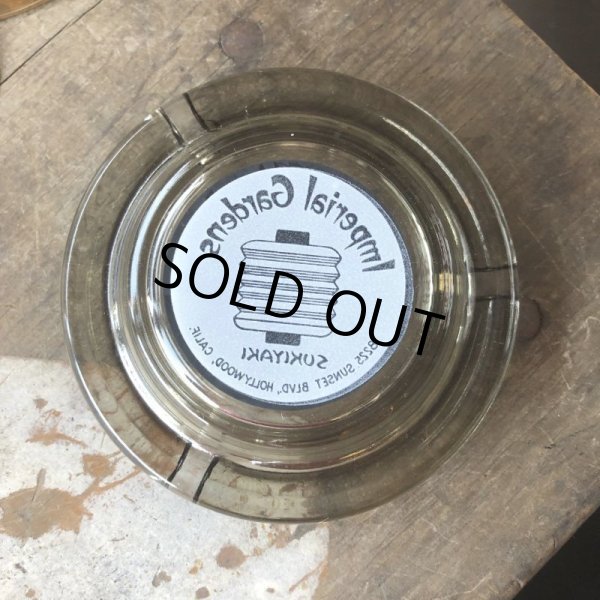 Imperial Gardens
SOLD OUT
SUKIYAKI
8225 SUNSET BLVD., HOLLYWOOD, CALIF.